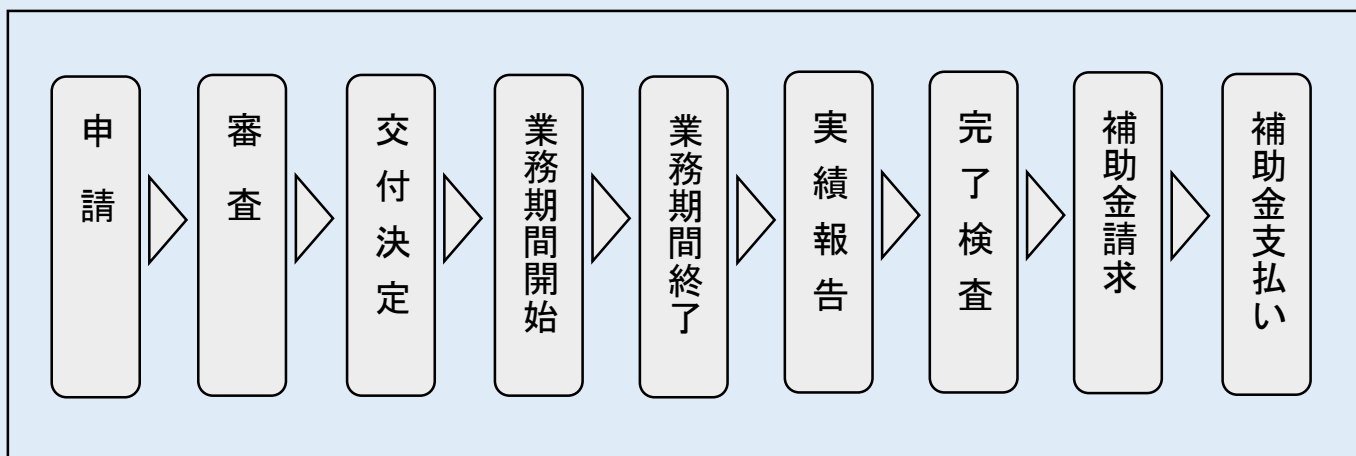 申請
審査
交付決定
業務期間開始
業務期間終了
実績報告
完了検査
補助金請求
補助金支払い